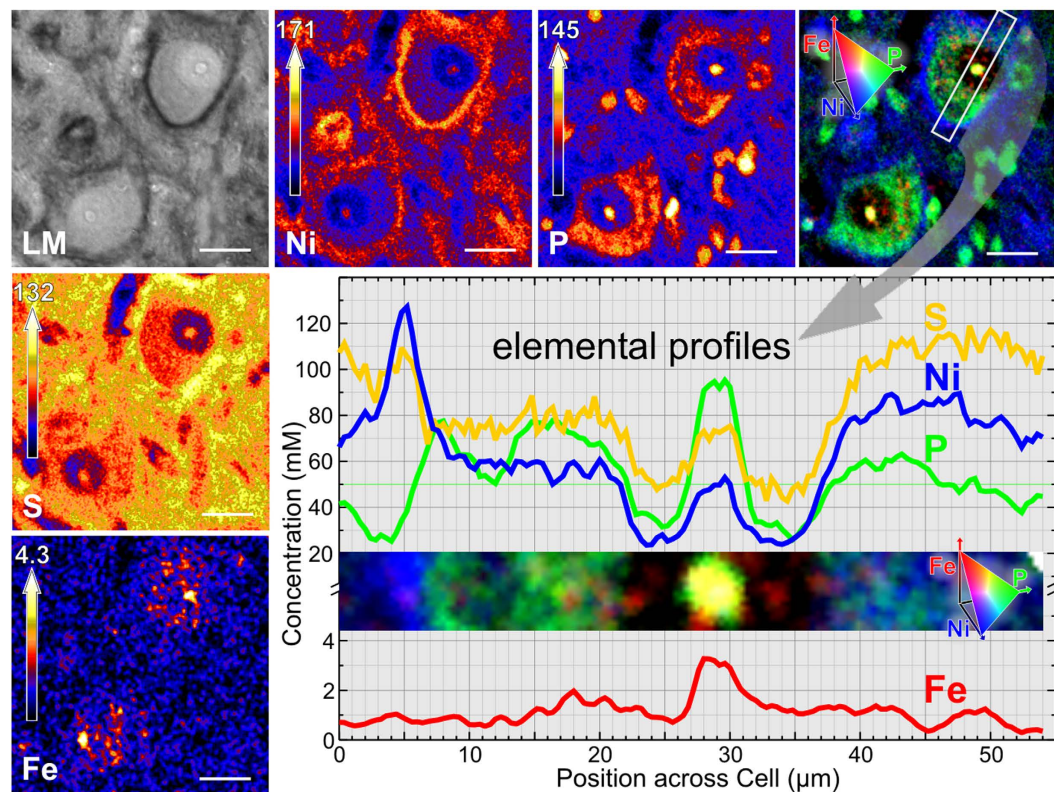 LM
171
Ni
145
P
Fe
P
Ni
132
S
4.3
Fe
elemental profiles
S
Ni
P
Fe
P
Ni
Fe
Concentration (mM)
120
100
80
60
40
20
4
2
0
0
10
20
30
40
50
Position across Cell (µm)